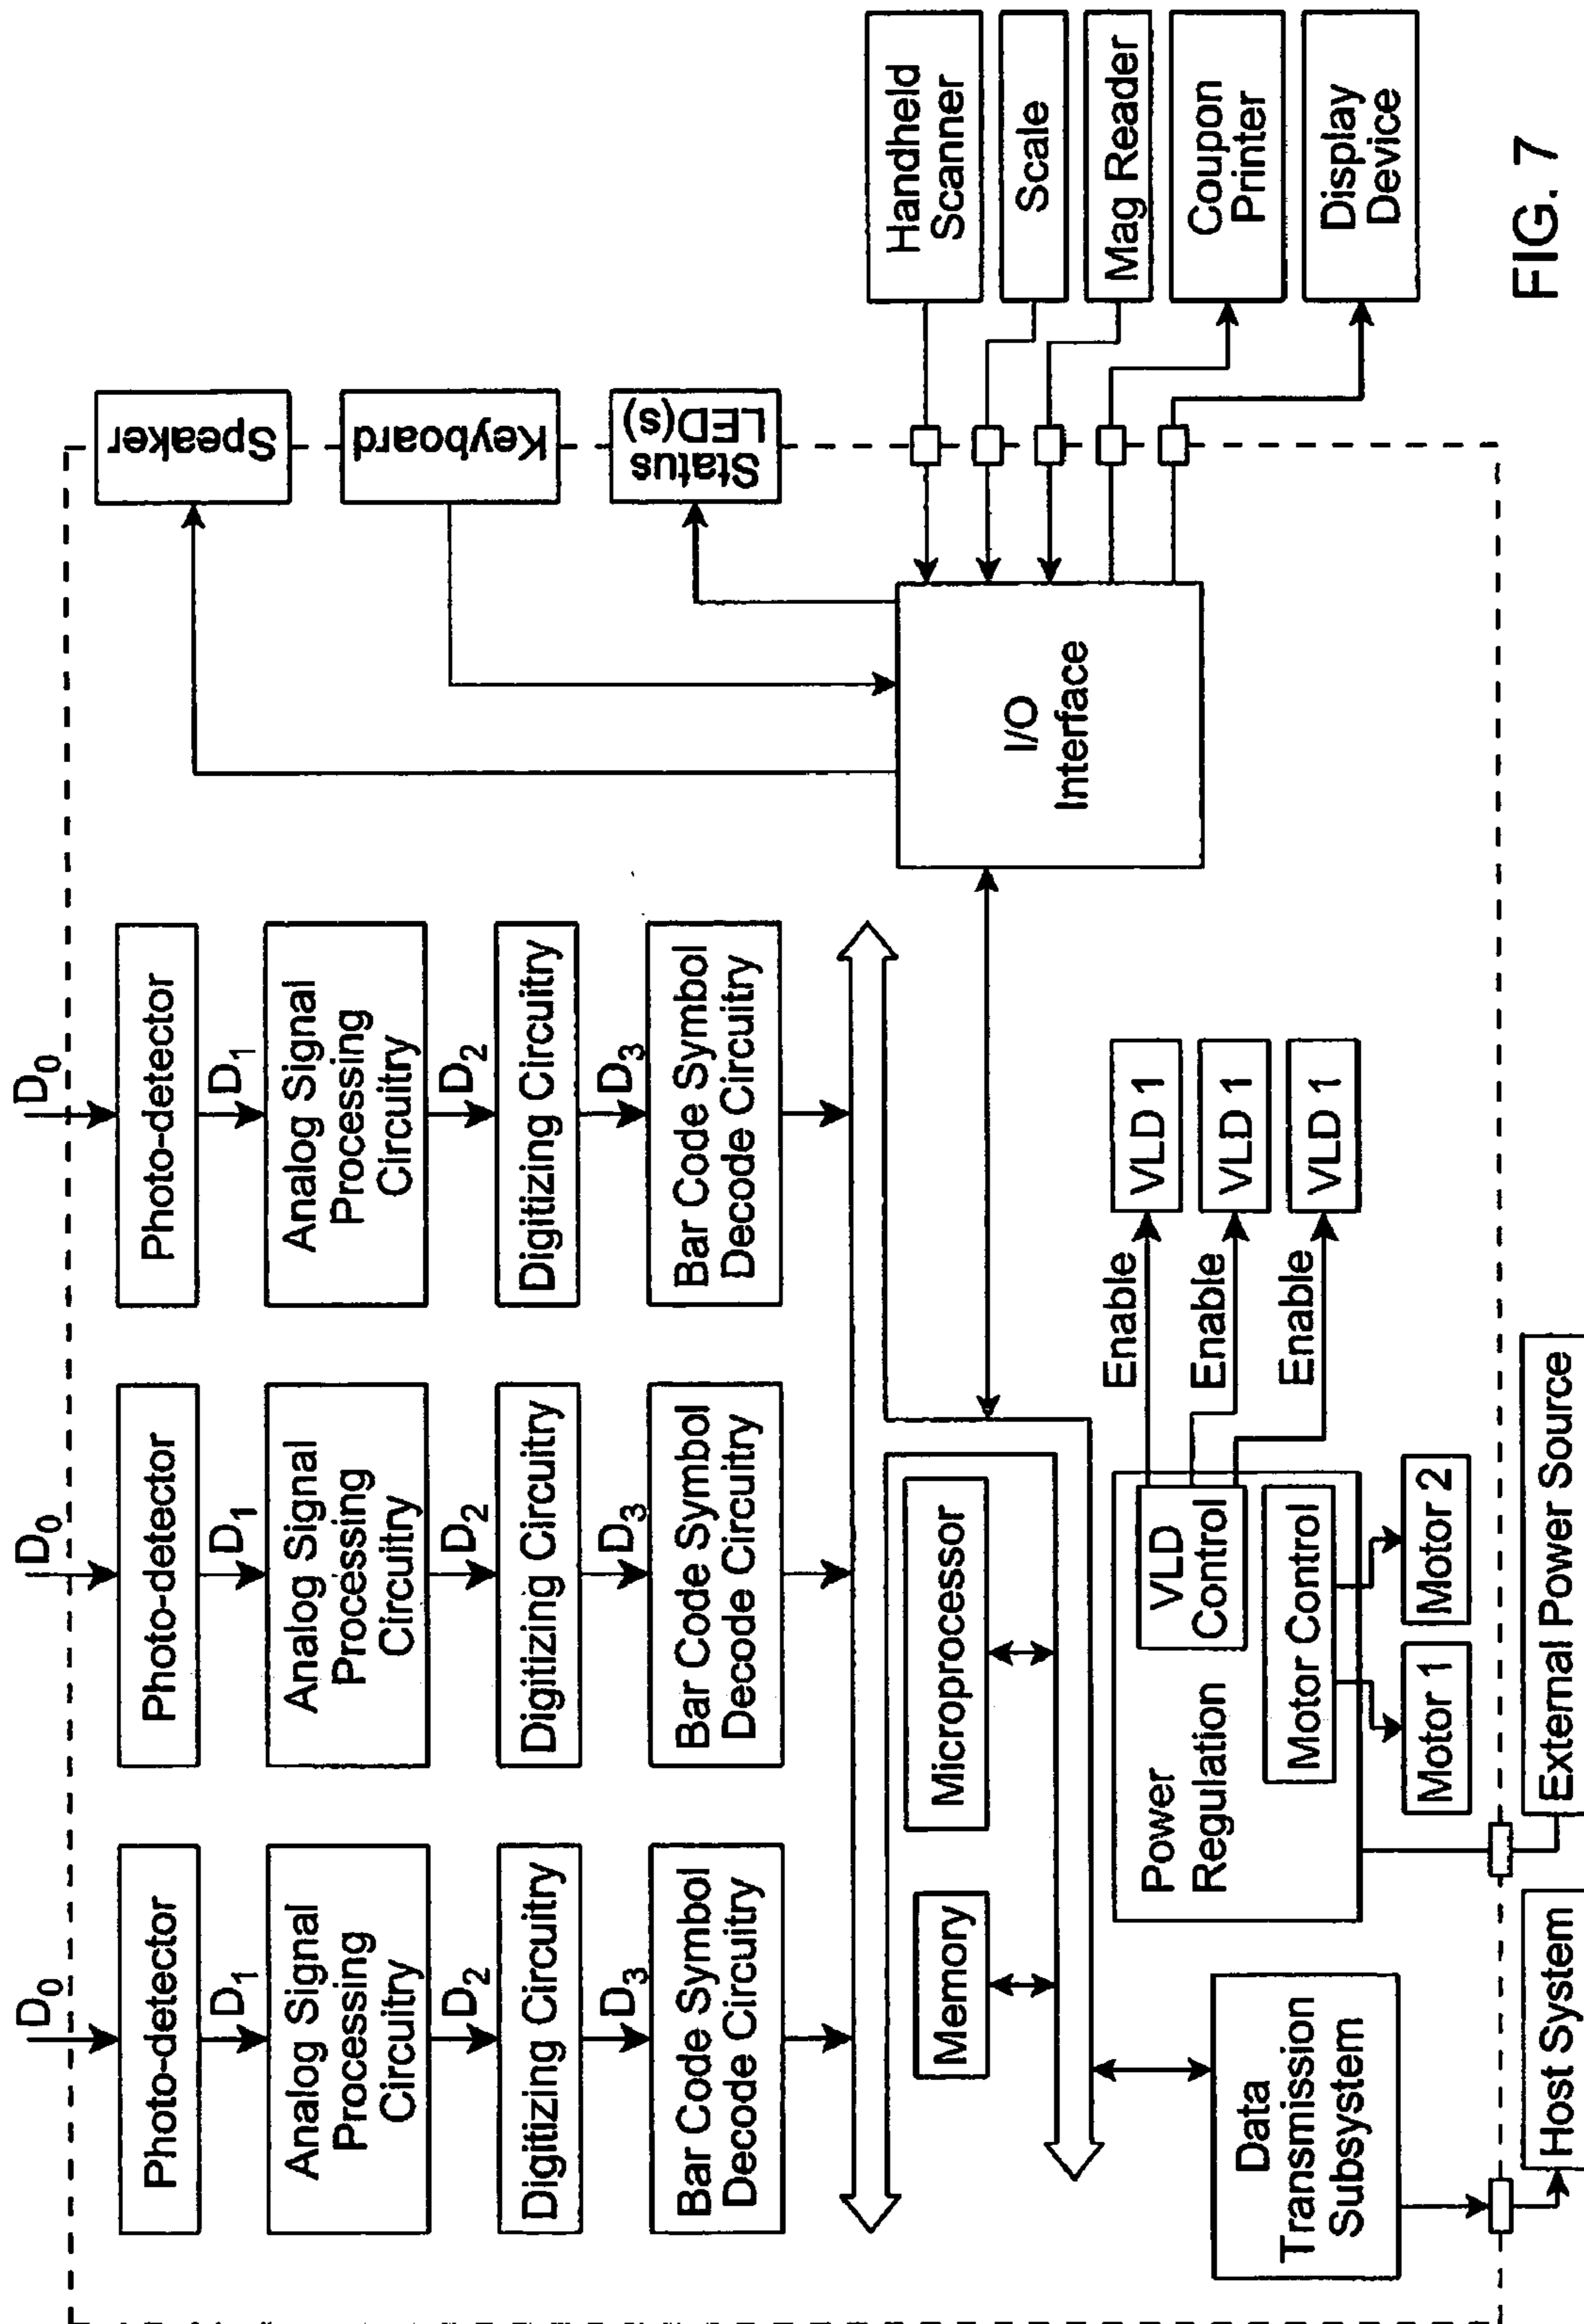 D0
D0
D0
Photo-detector
Photo-detector
Photo-detector
D1
D1
D1
Analog Signal
Processing
Circuitry
Analog Signal
Processing
Circuitry
Analog Signal
Processing
Circuitry
D2
D2
D2
Digitizing Circuitry
Digitizing Circuitry
Digitizing Circuitry
D3
D3
D3
Bar Code Symbol
Decode Circuitry
Bar Code Symbol
Decode Circuitry
Bar Code Symbol
Decode Circuitry
Speaker
Keyboard
Status
LED(s)
Memory
Microprocessor
I/O
Interface
Handheld
Scanner
Scale
Mag Reader
Coupon
Printer
Display
Device
Data
Transmission
Subsystem
Power
Regulation
VLD
Control
Motor Control
Enable
VLD 1
Enable
VLD 1
Enable
VLD 1
Motor 1
Motor 2
Host System
External Power Source
FIG. 7